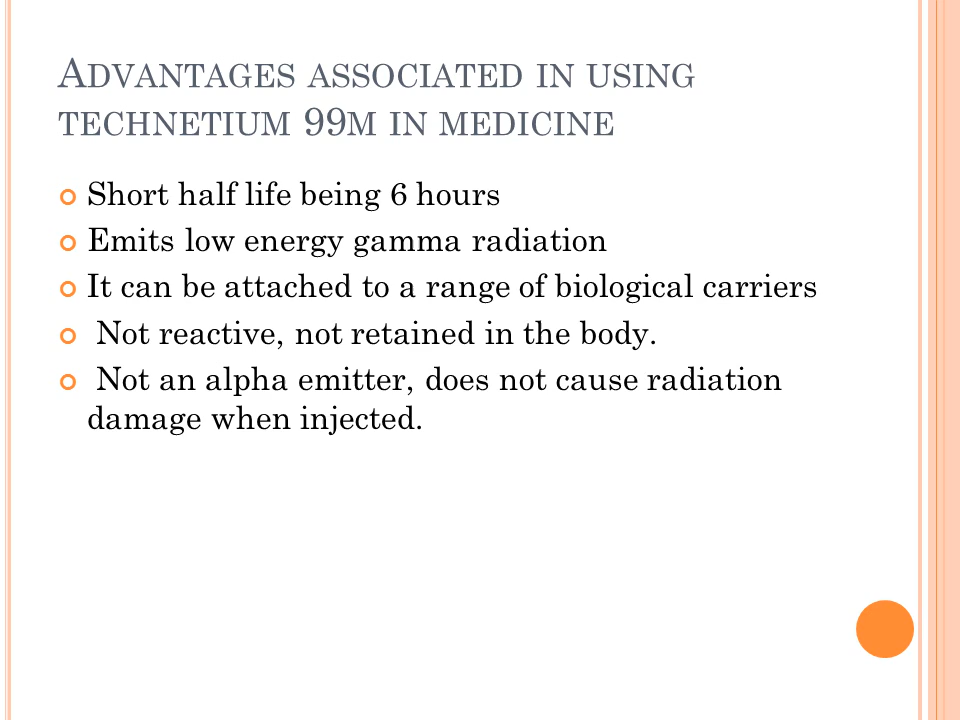 Advantages associated in using
technetium 99m in medicine
Short half life being 6 hours
Emits low energy gamma radiation
It can be attached to a range of biological carriers
Not reactive, not retained in the body.
Not an alpha emitter, does not cause radiation
damage when injected.